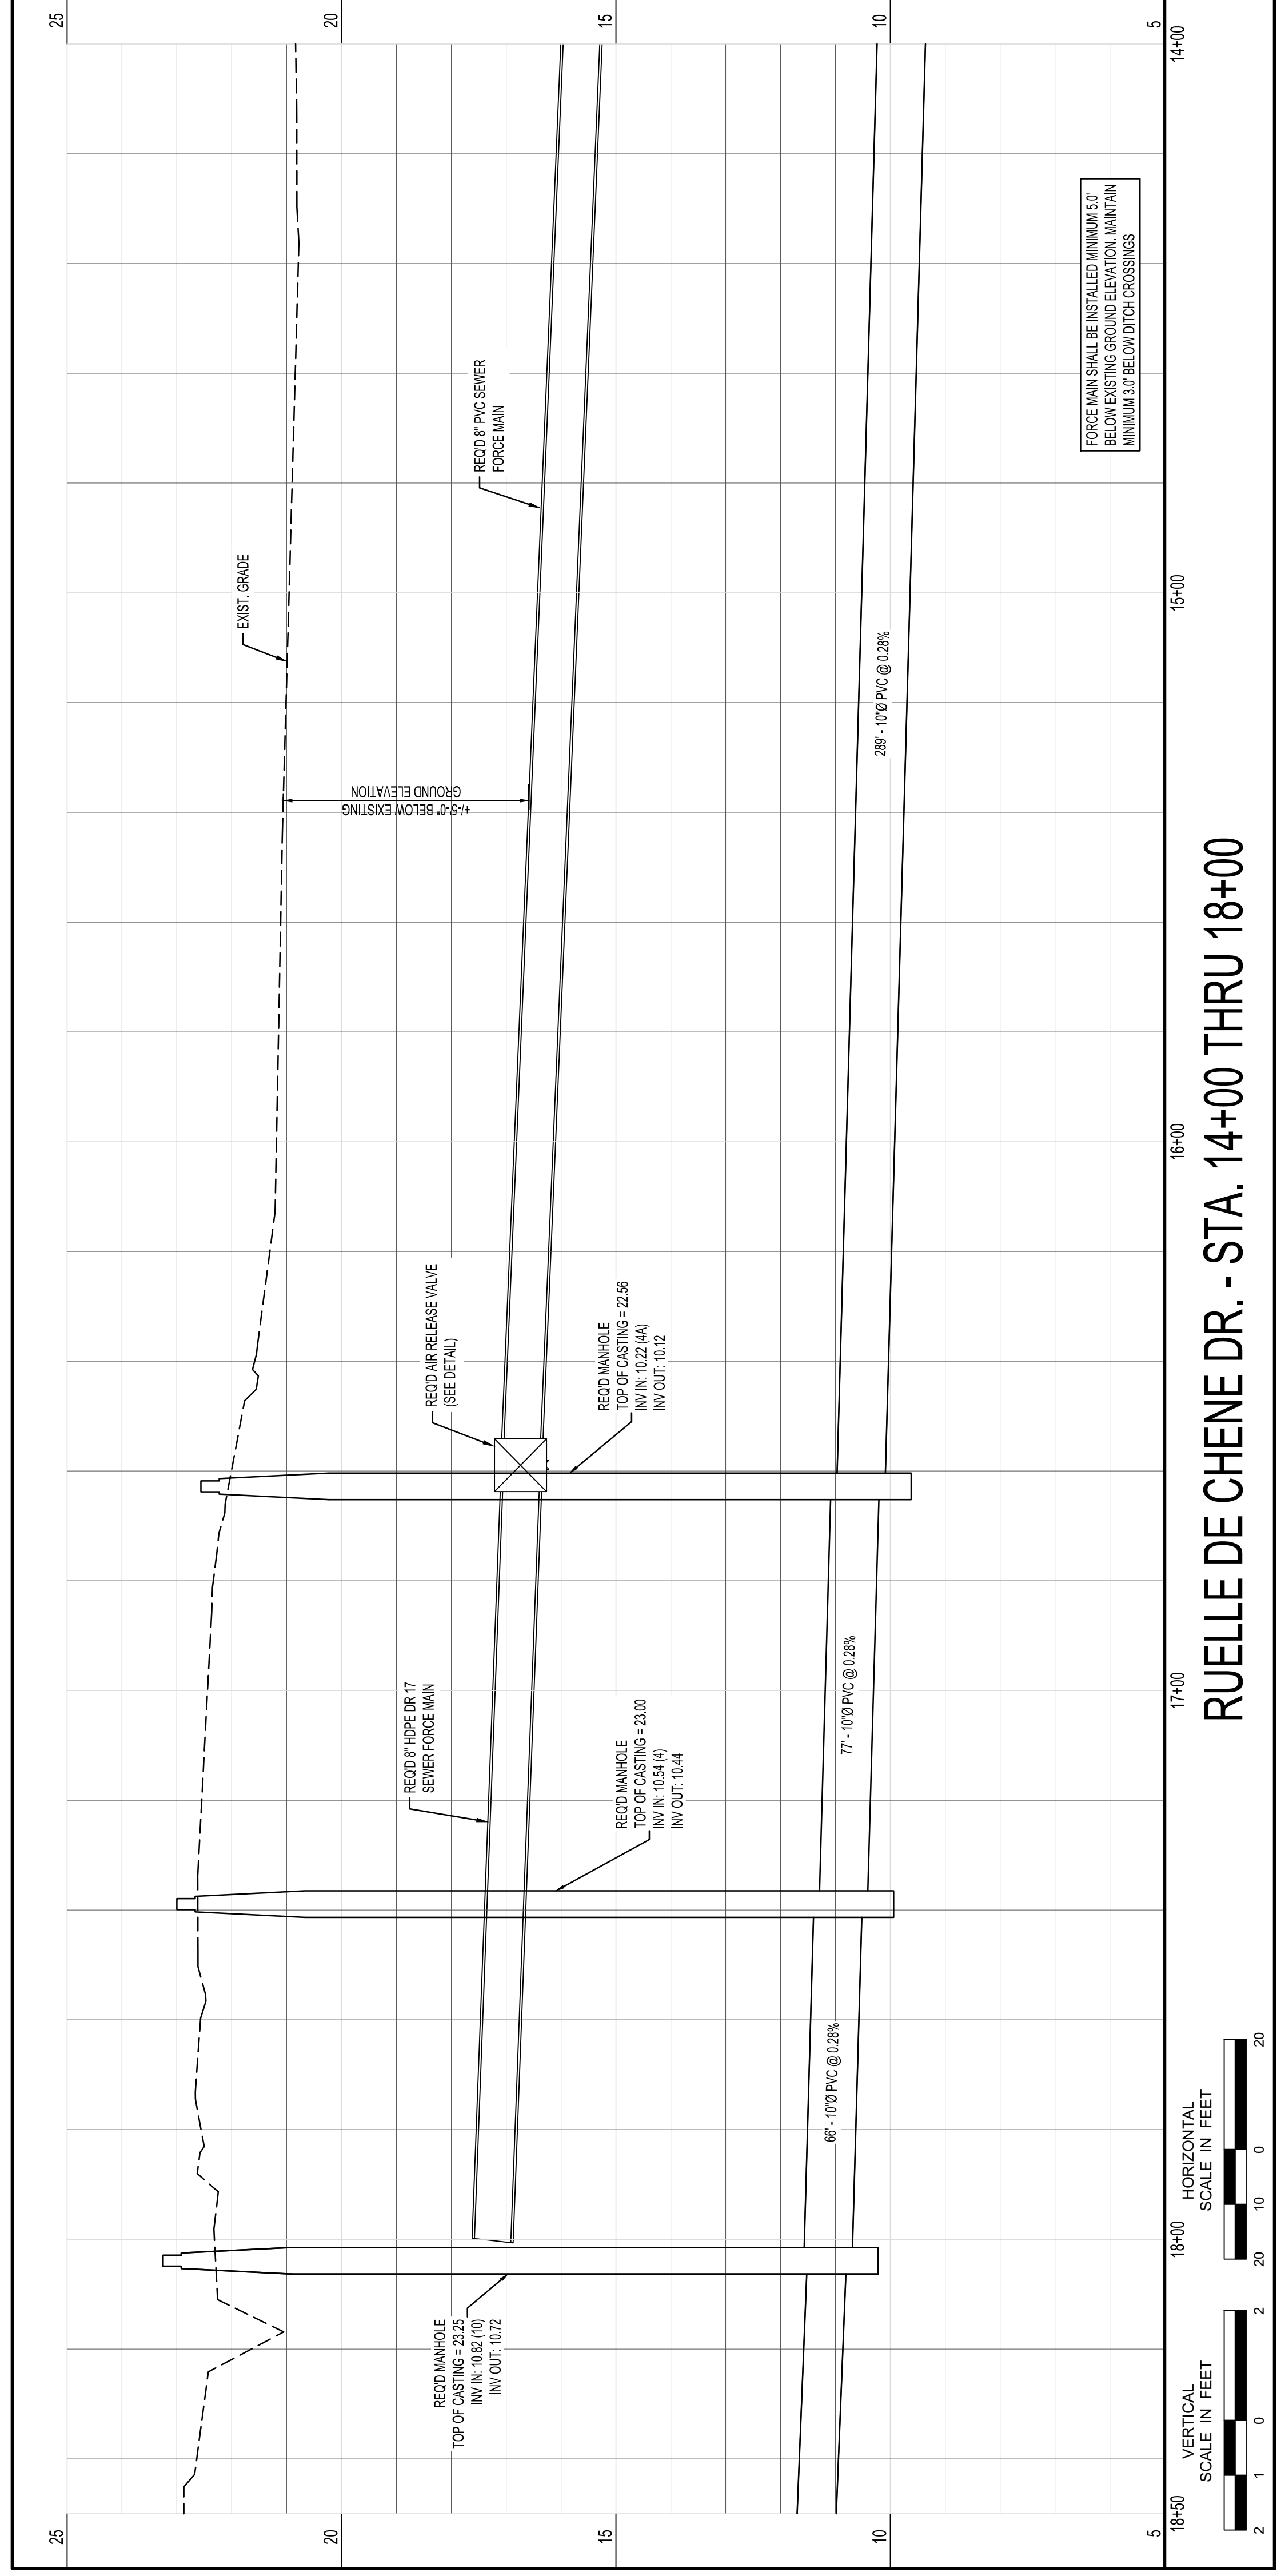 25
20
15
10
5
25
20
15
10
5
18+50
18+00
17+00
16+00
15+00
14+00
REQ'D MANHOLE
TOP OF CASTING = 23.25
INV IN: 10.82 (10)
INV OUT: 10.72
66' - 10"Ø PVC @ 0.28%
REQ'D 8" HDPE DR 17
SEWER FORCE MAIN
REQ'D MANHOLE
TOP OF CASTING = 23.00
INV IN: 10.54 (4)
INV OUT: 10.44
77' - 10"Ø PVC @ 0.28%
REQ'D AIR RELEASE VALVE
(SEE DETAIL)
REQ'D MANHOLE
TOP OF CASTING = 22.56
INV IN: 10.22 (4A)
INV OUT: 10.12
+/-5'-0" BELOW EXISTING
GROUND ELEVATION
EXIST. GRADE
289' - 10"Ø PVC @ 0.28%
REQ'D 8" PVC SEWER
FORCE MAIN
FORCE MAIN SHALL BE INSTALLED MINIMUM 5.0'
BELOW EXISTING GROUND ELEVATION. MAINTAIN
MINIMUM 3.0' BELOW DITCH CROSSINGS
VERTICAL
SCALE IN FEET
2 1 0 2
HORIZONTAL
SCALE IN FEET
20 10 0 20
RUELLE DE CHENE DR. - STA. 14+00 THRU 18+00